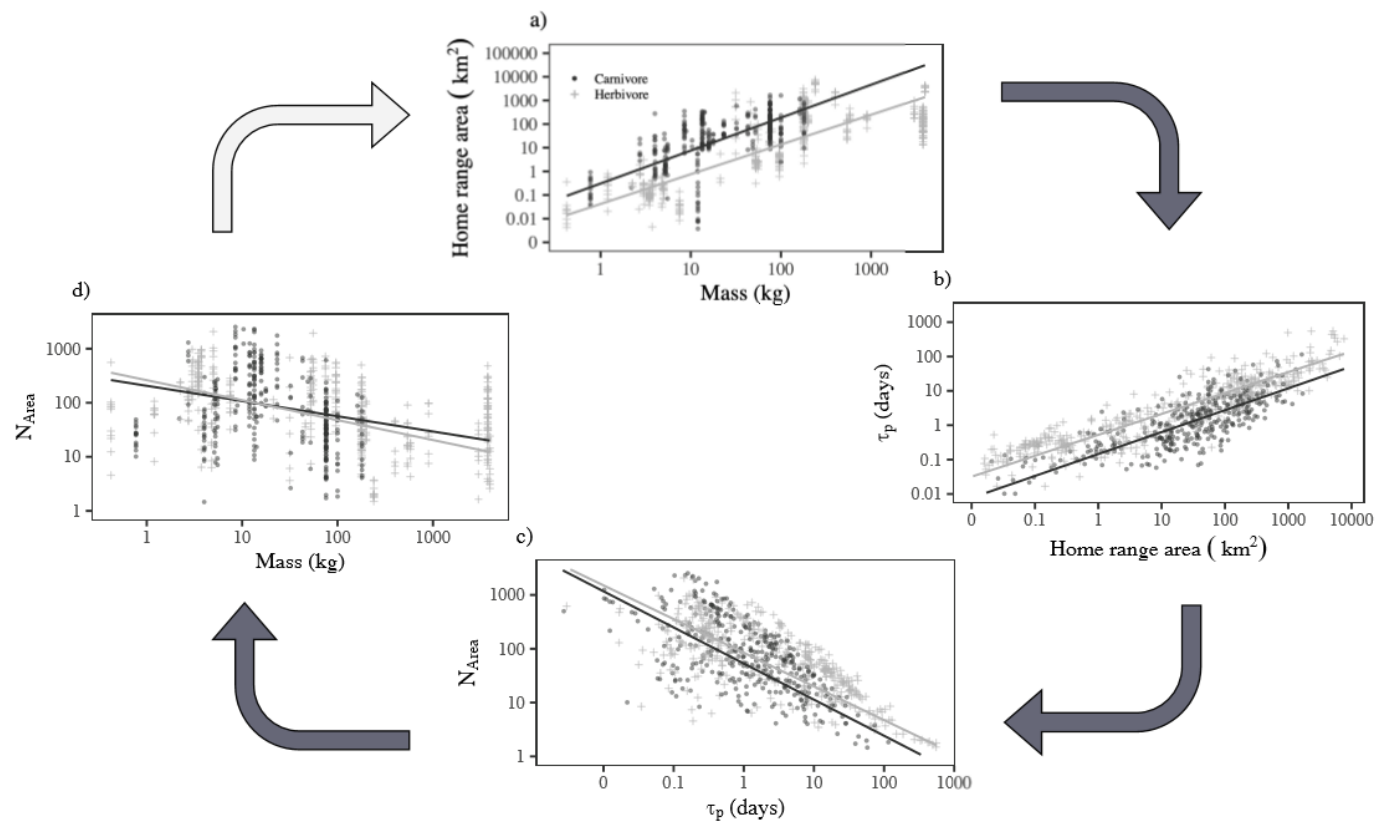 a)
Home range area ( km²)
100000
10000
1000
100
10
1
0.1
0.01
0
Carnivore
Herbivore
1 10 100 1000
Mass (kg)
b)
τp (days)
1000
100
10
1
0.1
0.01
0 0.1 1 10 100 1000 10000
Home range area ( km²)
c)
NArea
1000
100
10
1
0 0.1 1 10 100 1000
τp (days)
d)
NArea
1000
100
10
1
1 10 100 1000
Mass (kg)